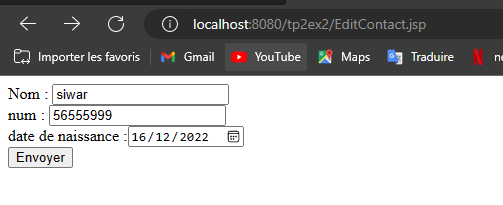 localhost:8080/tp2ex2/EditContact.jsp
Importer les favoris YouTube Maps Traduire ne
Nom : siwar
num : 56555999
date de naissance : 16/12/2022
Envoyer